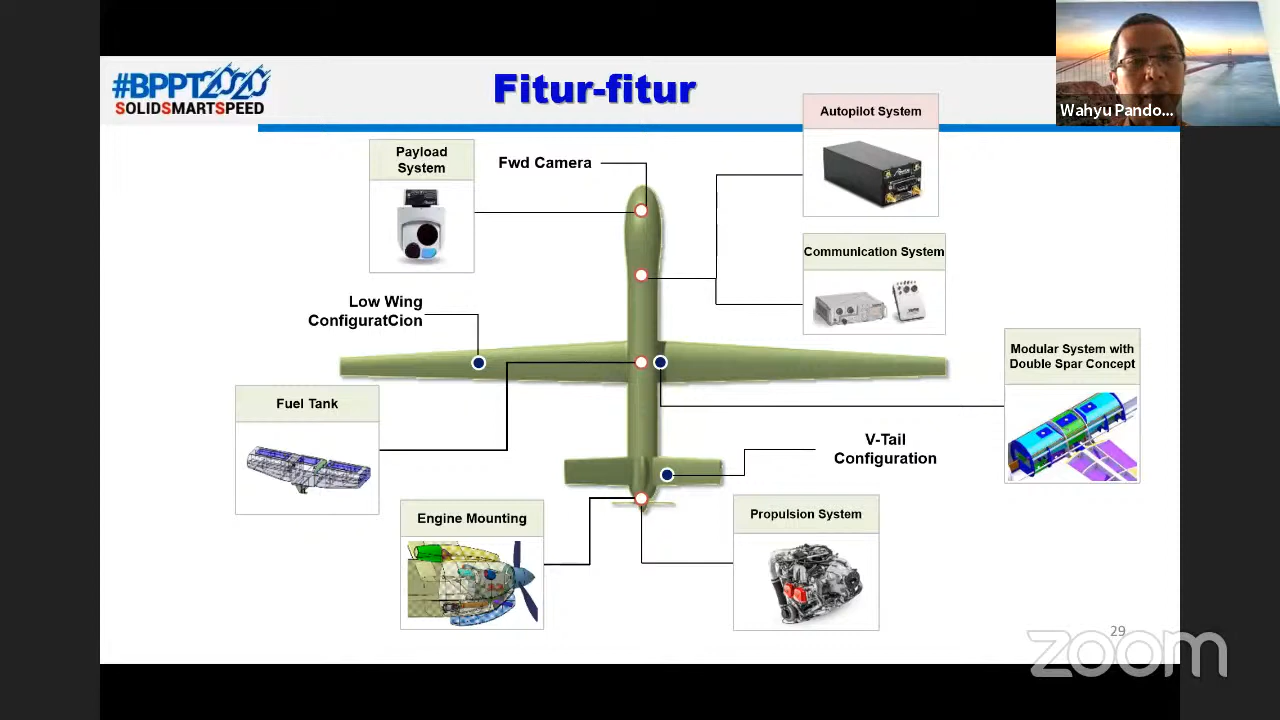 #BPPT2020
SOLIDSMARTSPEED
Fitur-fitur
Wahyu Pando...
Payload
System
Fwd Camera
Autopilot System
Communication System
Low Wing
ConfiguratCion
Modular System with
Double Spar Concept
Fuel Tank
V-Tail
Configuration
Engine Mounting
Propulsion System
29
zoom